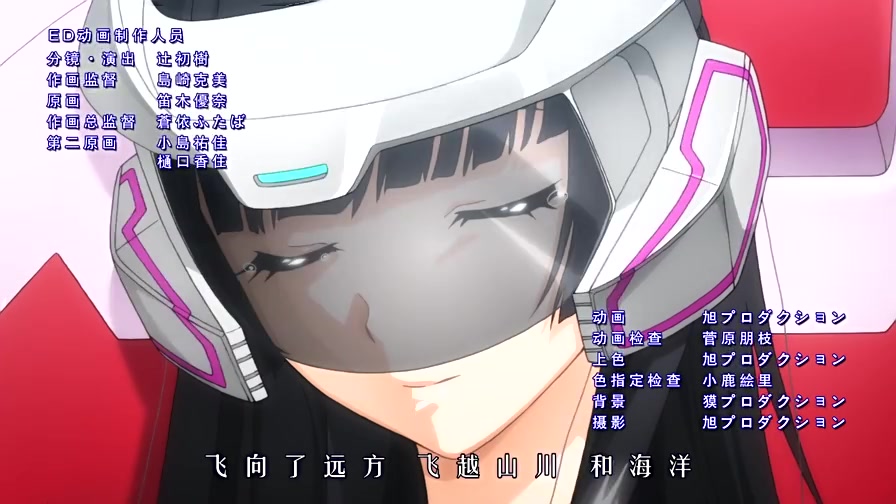 ED动画制作人员
分镜・演出 辻初樹
作画监督 島崎克美
原画 笛木優奈
作画总监督 蒼依ふたば
第二原画 小島祐佳
樋口香住
动画 旭プロダクション
动画检查 菅原朋枝
上色 旭プロダクション
色指定检查 小鹿絵里
背景 獏プロダクション
摄影 旭プロダクション
飞向了远方 飞越山川 和海洋